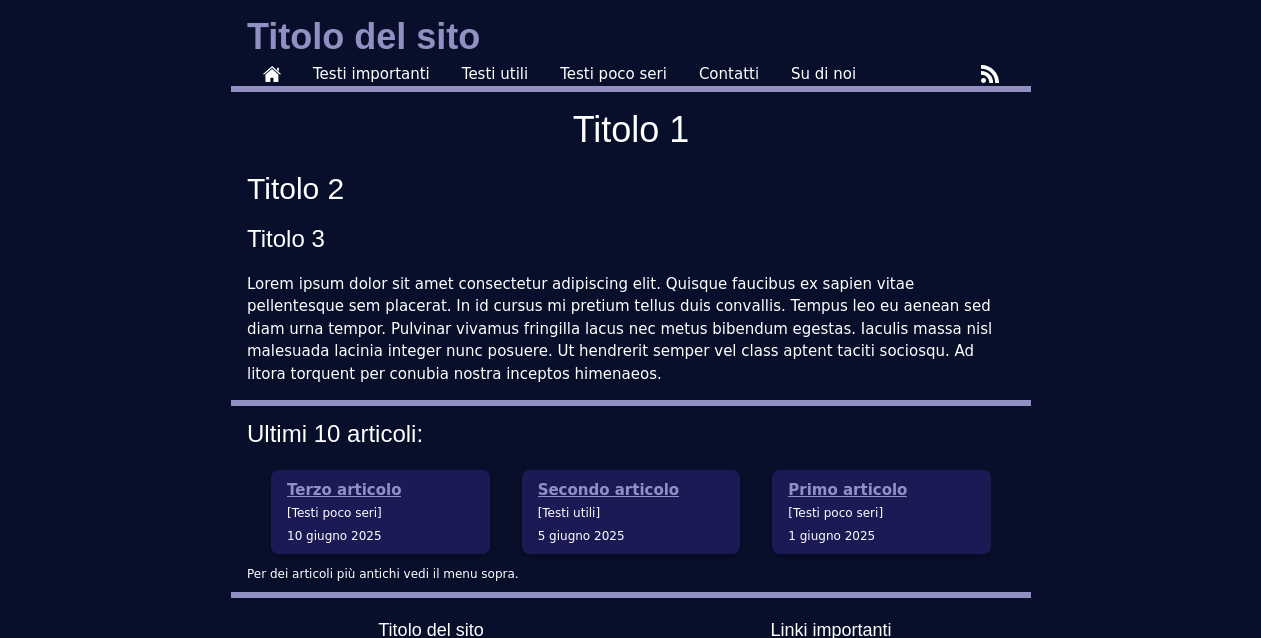 Titolo del sito
Testi importanti Testi utili Testi poco seri Contatti Su di noi
Titolo 1
Titolo 2
Titolo 3
Lorem ipsum dolor sit amet consectetur adipiscing elit. Quisque faucibus ex sapien vitae
pellentesque sem placerat. In id cursus mi pretium tellus duis convallis. Tempus leo eu aenean sed
diam urna tempor. Pulvinar vivamus fringilla lacus nec metus bibendum egestas. Iaculis massa nisl
malesuada lacinia integer nunc posuere. Ut hendrerit semper vel class aptent taciti sociosqu. Ad
litora torquent per conubia nostra inceptos himenaeos.
Ultimi 10 articoli:
Terzo articolo
[Testi poco seri]
10 giugno 2025
Secondo articolo
[Testi utili]
5 giugno 2025
Primo articolo
[Testi poco seri]
1 giugno 2025
Per dei articoli più antichi vedi il menu sopra.
Titolo del sito
Linki importanti